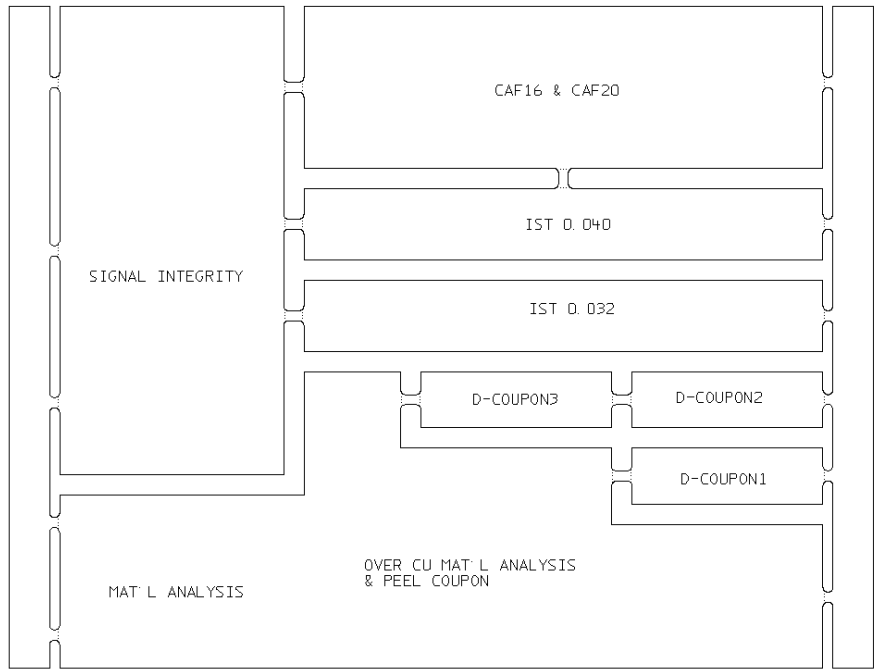 CAF16 & CAF20
IST 0.040
SIGNAL INTEGRITY
IST 0.032
D-COUPON3
D-COUPON2
D-COUPON1
OVER CU MAT'L ANALYSIS
& PEEL COUPON
MAT'L ANALYSIS